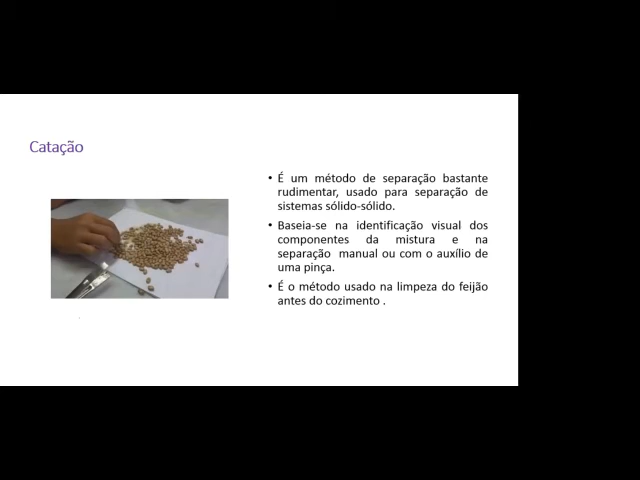 Catação
• É um método de separação bastante
rudimentar, usado para separação de
sistemas sólido-sólido.
• Baseia-se na identificação visual dos
componentes da mistura e na
separação manual ou com o auxílio de
uma pinça.
• É o método usado na limpeza do feijão
antes do cozimento .